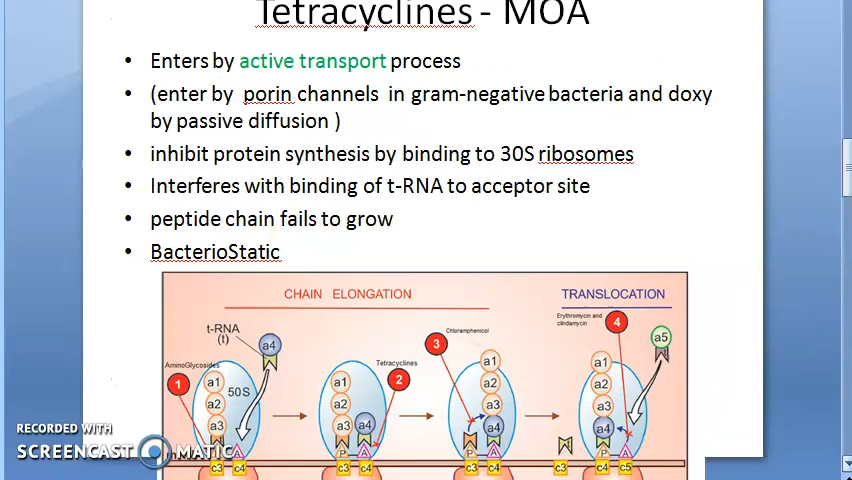 Tetracyclines - MOA
• Enters by active transport process
• (enter by porin channels in gram-negative bacteria and doxy
by passive diffusion )
• inhibit protein synthesis by binding to 30S ribosomes
• Interferes with binding of t-RNA to acceptor site
• peptide chain fails to grow
• BacterioStatic
CHAIN ELONGATION
TRANSLOCATION
t-RNA
(t)
a4
AminoGlycosides
1
a1
a2
a3
50S
c3 c4
Tetracyclines
2
a1
a2
a3
a4
P A
c3 c4
Chloramphenicol
3
a1
a2
a3
a4
P A
c3 c4
Erythromycin and
clindamycin
4
a5
a1
a2
a3
a4
P A
c3 c4 c5
RECORDED WITH
SCREENCAST MATIC